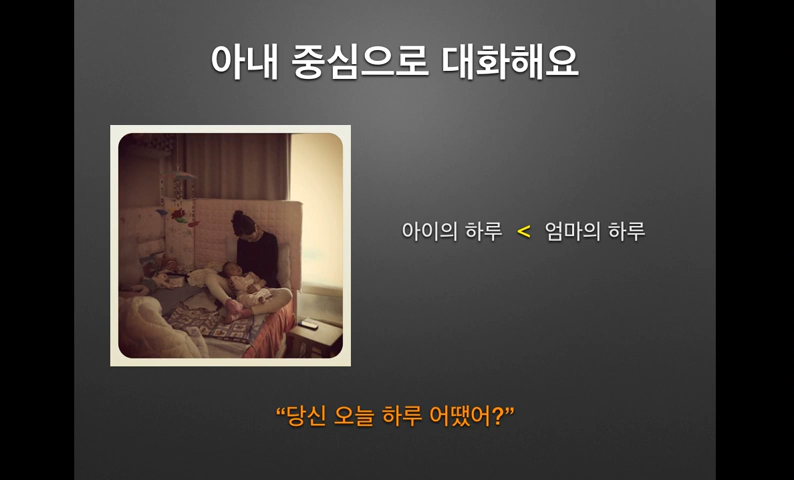 아내 중심으로 대화해요
아이의 하루 < 엄마의 하루
“당신 오늘 하루 어땠어?”